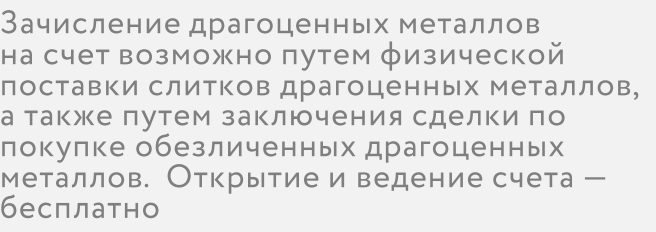 Зачисление драгоценных металлов
на счет возможно путем физической
поставки слитков драгоценных металлов,
а также путем заключения сделки по
покупке обезличенных драгоценных
металлов.  Открытие и ведение счета —
бесплатно